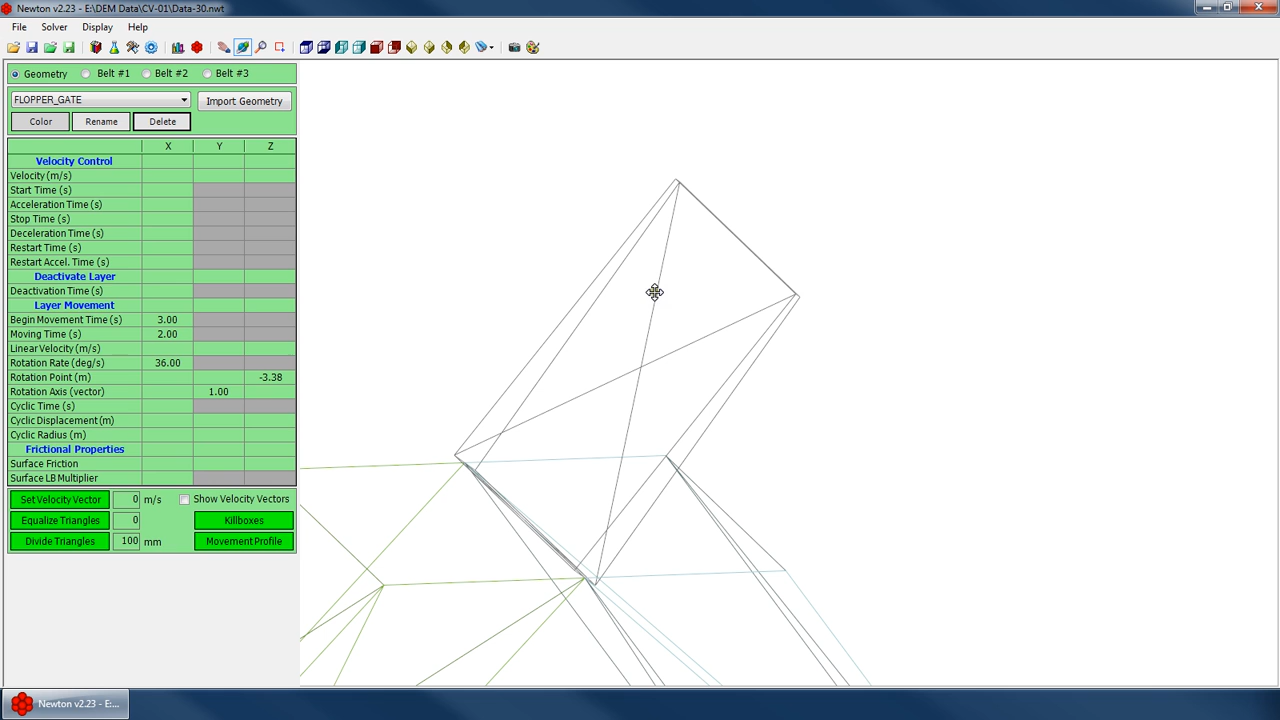 Newton v2.23 - E:\DEM Data\CV-01\Data-30.nwt
File Solver Display Help
Geometry Belt #1 Belt #2 Belt #3
FLOPPER_GATE Import Geometry
Color Rename Delete
X Y Z
Velocity Control
Velocity (m/s)
Start Time (s)
Acceleration Time (s)
Stop Time (s)
Deceleration Time (s)
Restart Time (s)
Restart Accel. Time (s)
Deactivate Layer
Deactivation Time (s)
Layer Movement
Begin Movement Time (s) 3.00
Moving Time (s) 2.00
Linear Velocity (m/s)
Rotation Rate (deg/s) 36.00
Rotation Point (m) -3.38
Rotation Axis (vector) 1.00
Cyclic Time (s)
Cyclic Displacement (m)
Cyclic Radius (m)
Frictional Properties
Surface Friction
Surface LB Multiplier
Set Velocity Vector 0 m/s Show Velocity Vectors
Equalize Triangles 0 Killboxes
Divide Triangles 100 mm Movement Profile
Newton v2.23 - E:...